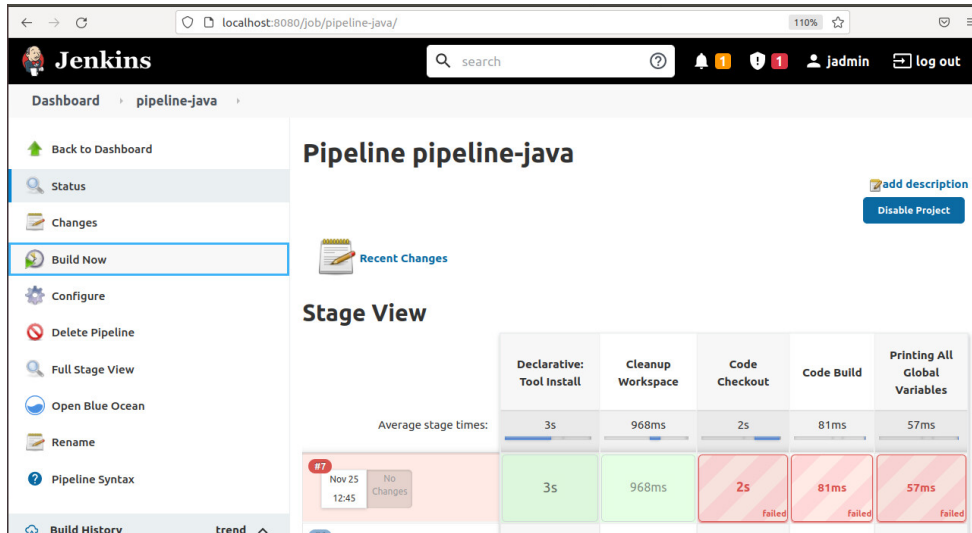 localhost:8080/job/pipeline-java/
110%
Jenkins
search
1
1
jadmin
log out
Dashboard
pipeline-java
Back to Dashboard
Status
Changes
Build Now
Configure
Delete Pipeline
Full Stage View
Open Blue Ocean
Rename
Pipeline Syntax
Build History
trend
Pipeline pipeline-java
add description
Disable Project
Recent Changes
Stage View
Declarative:
Tool Install
Cleanup
Workspace
Code
Checkout
Code Build
Printing All
Global
Variables
Average stage times:
3s
968ms
2s
81ms
57ms
#7
Nov 25
12:45
No
Changes
3s
968ms
2s
failed
81ms
failed
57ms
failed